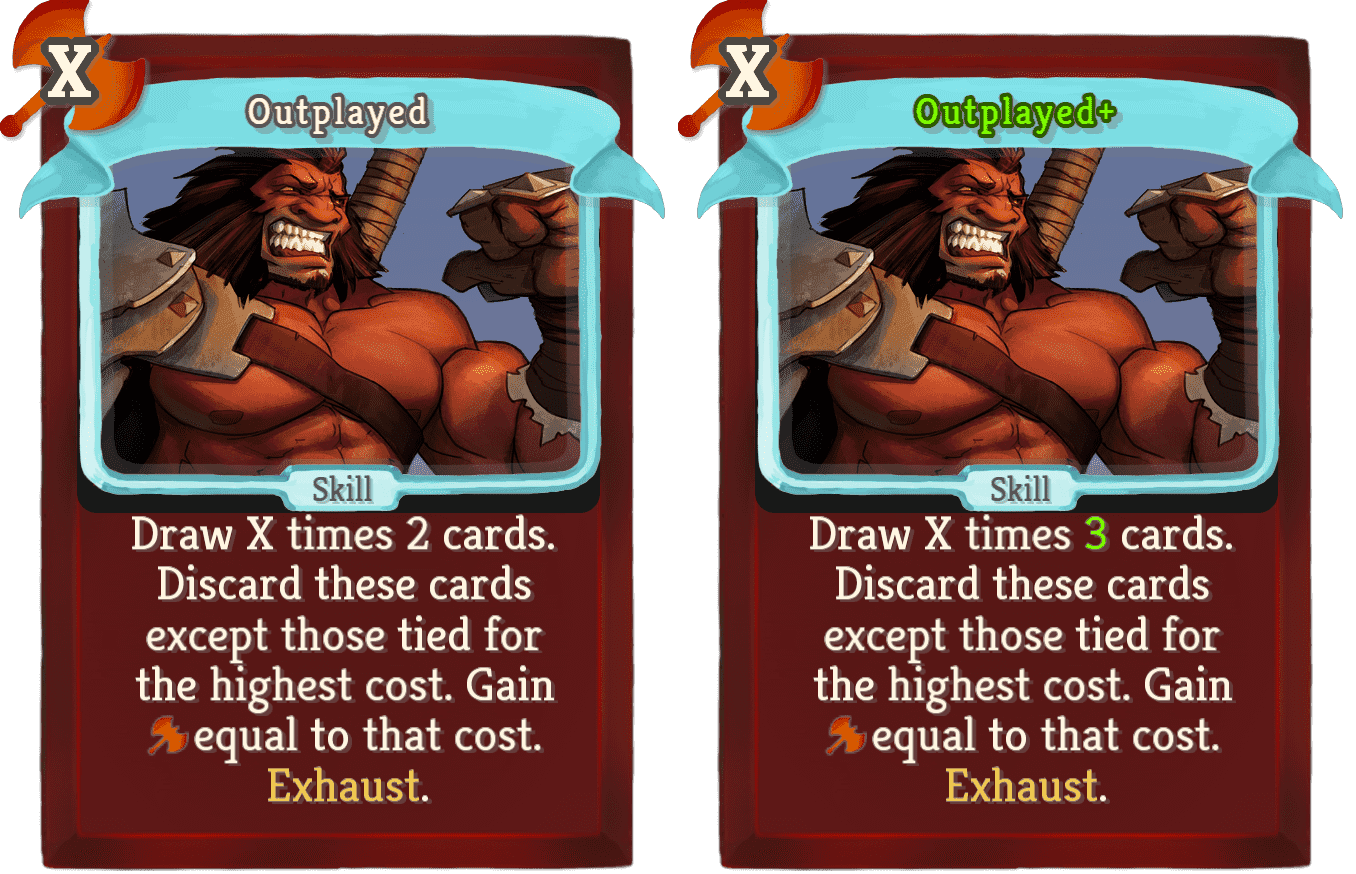 X
Outplayed
Skill
Draw X times 2 cards.
Discard these cards
except those tied for
the highest cost. Gain
equal to that cost.
Exhaust.
X
Outplayed+
Skill
Draw X times 3 cards.
Discard these cards
except those tied for
the highest cost. Gain
equal to that cost.
Exhaust.